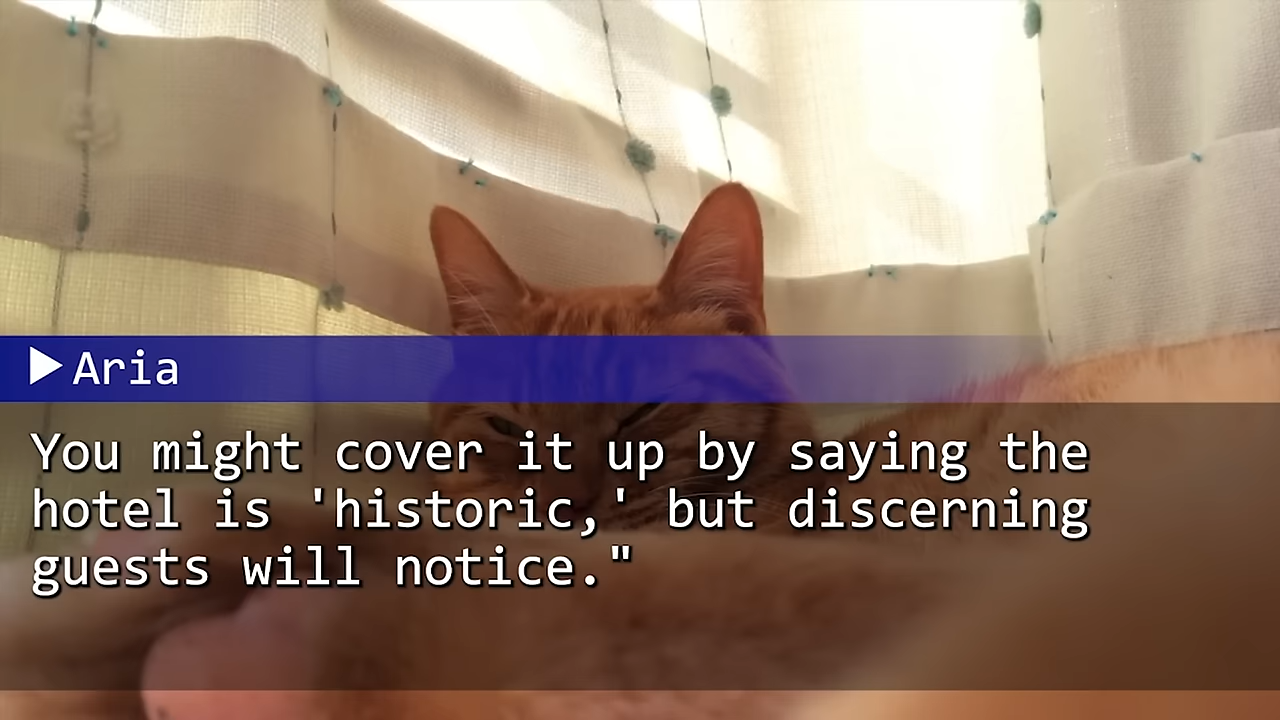 Aria
You might cover it up by saying the
hotel is 'historic,' but discerning
guests will notice."